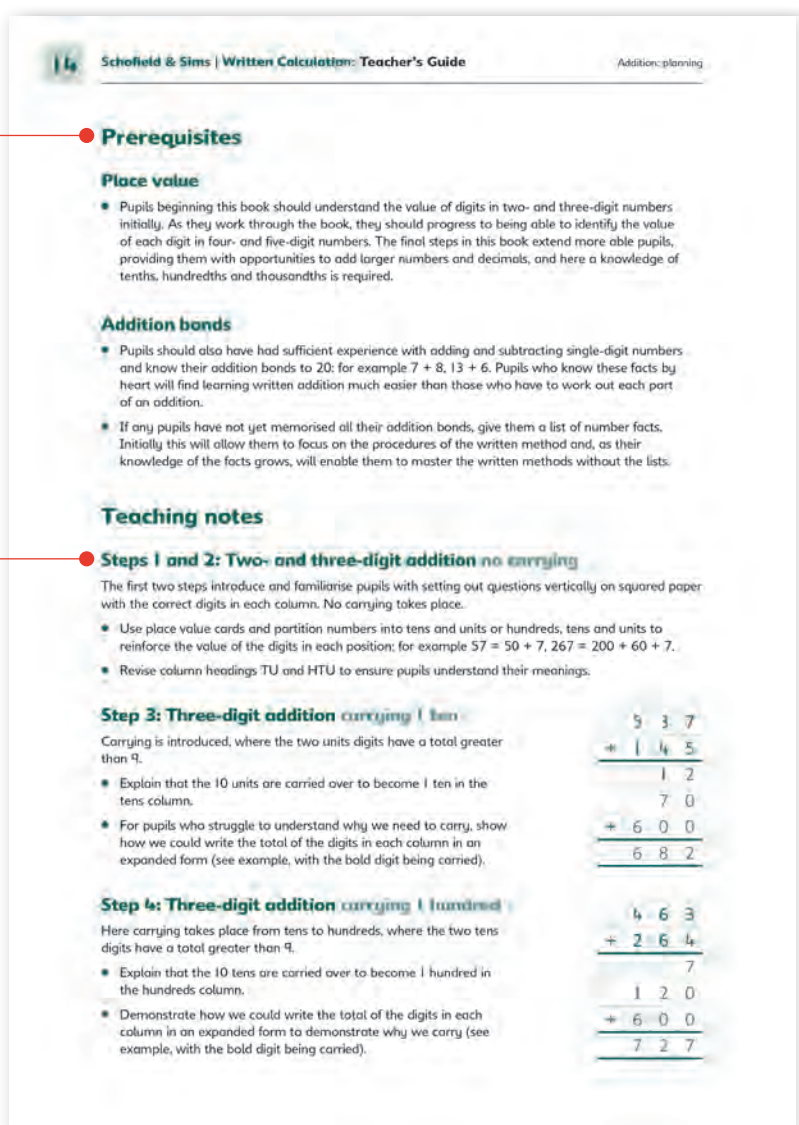 14 Schofield & Sims | Written Calculation: Teacher's Guide Addition: planning
Prerequisites
Place value
• Pupils beginning this book should understand the value of digits in two- and three-digit numbers
initially. As they work through the book, they should progress to being able to identify the value
of each digit in four- and five-digit numbers. The final steps in this book extend more able pupils,
providing them with opportunities to add larger numbers and decimals, and here a knowledge of
tenths, hundredths and thousandths is required.
Addition bonds
• Pupils should also have had sufficient experience with adding and subtracting single-digit numbers
and know their addition bonds to 20: for example 7 + 8, 13 + 6. Pupils who know these facts by
heart will find learning written addition much easier than those who have to work out each part
of an addition.
• If any pupils have not yet memorised all their addition bonds, give them a list of number facts.
Initially this will allow them to focus on the procedures of the written method and, as their
knowledge of the facts grows, will enable them to master the written methods without the lists.
Teaching notes
Steps 1 and 2: Two- and three-digit addition no carrying
The first two steps introduce and familiarise pupils with setting out questions vertically on squared paper
with the correct digits in each column. No carrying takes place.
• Use place value cards and partition numbers into tens and units or hundreds, tens and units to
reinforce the value of the digits in each position: for example 57 = 50 + 7, 267 = 200 + 60 + 7.
• Revise column headings TU and HTU to ensure pupils understand their meanings.
Step 3: Three-digit addition carrying 1 ten
Carrying is introduced, where the two units digits have a total greater
than 9.
• Explain that the 10 units are carried over to become 1 ten in the
tens column.
• For pupils who struggle to understand why we need to carry, show
how we could write the total of the digits in each column in an
expanded form (see example, with the bold digit being carried).
5 3 7
+ 1 4 5
1 2
7 0
+ 6 0 0
6 8 2
Step 4: Three-digit addition carrying 1 hundred
Here carrying takes place from tens to hundreds, where the two tens
digits have a total greater than 9.
• Explain that the 10 tens are carried over to become 1 hundred in
the hundreds column.
• Demonstrate how we could write the total of the digits in each
column in an expanded form to demonstrate why we carry (see
example, with the bold digit being carried).
4 6 3
+ 2 6 4
7
1 2 0
+ 6 0 0
7 2 7